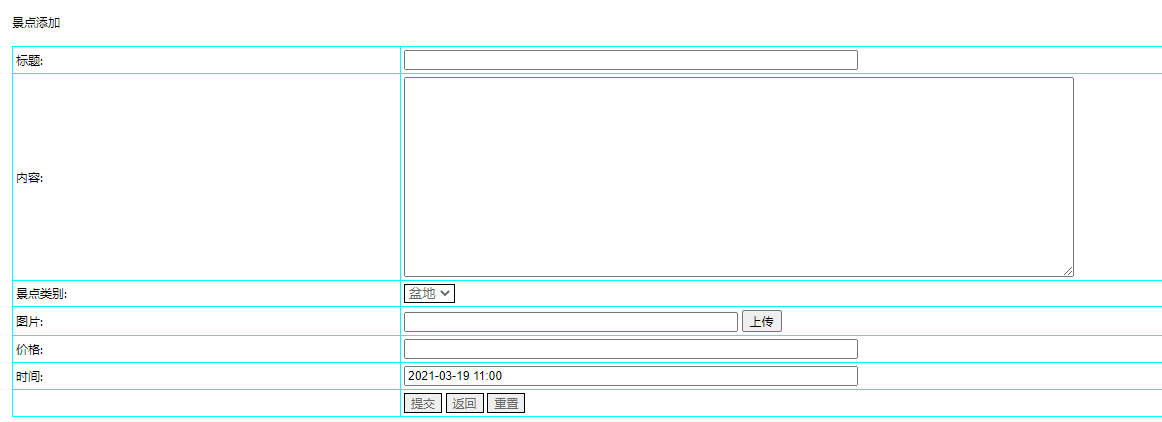 景点添加
标题:
内容:
景点类别: 盆地
图片: 上传
价格:
时间: 2021-03-19 11:00
提交 返回 重置